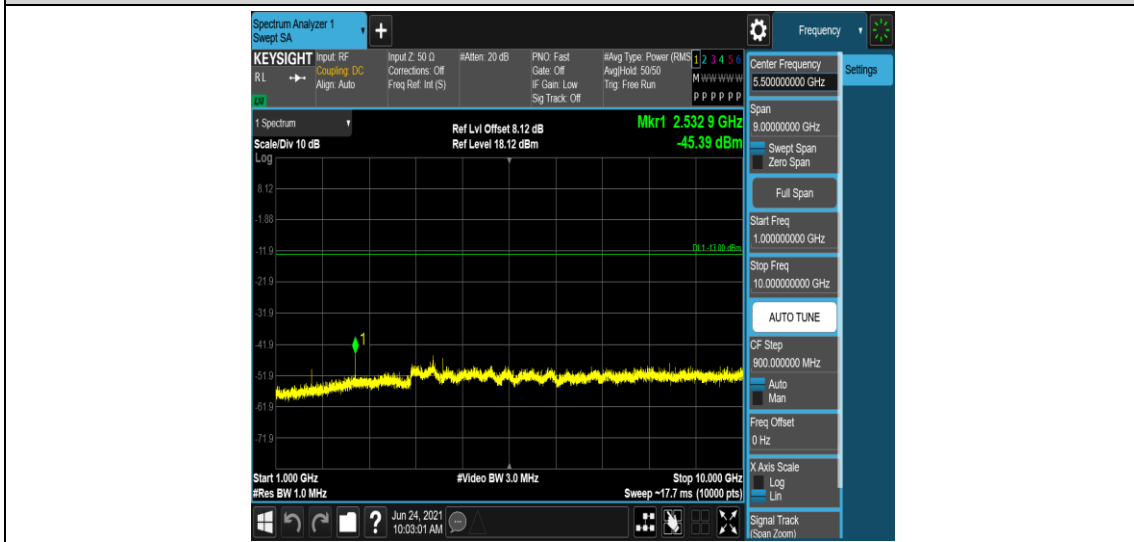 Spectrum Analyzer 1
Swept SA
+
Frequency
KEYSIGHT
RL
LXI
Input: RF
Coupling: DC
Align: Auto
Input Z: 50 Ω
Corrections: Off
Freq Ref: Int (S)
#Atten: 20 dB
PNO: Fast
Gate: Off
IF Gain: Low
Sig Track: Off
#Avg Type: Power (RMS
Avg|Hold: 50/50
Trig: Free Run
1 2 3 4 5 6
M W W W W W
P P P P P P
1 Spectrum
Scale/Div 10 dB
Ref Lvl Offset 8.12 dB
Ref Level 18.12 dBm
Mkr1 2.532 9 GHz
-45.39 dBm
Log
8.12
-1.88
-11.9
-21.9
-31.9
-41.9
-51.9
-61.9
-71.9
DL1 -13.00 dBm
1
Start 1.000 GHz
#Res BW 1.0 MHz
#Video BW 3.0 MHz
Stop 10.000 GHz
Sweep ~17.7 ms (10000 pts)
Center Frequency
5.500000000 GHz
Settings
Span
9.00000000 GHz
Swept Span
Zero Span
Full Span
Start Freq
1.000000000 GHz
Stop Freq
10.000000000 GHz
AUTO TUNE
CF Step
900.000000 MHz
Auto
Man
Freq Offset
0 Hz
X Axis Scale
Log
Lin
Signal Track
(Span Zoom)
?
Jun 24, 2021
10:03:01 AM